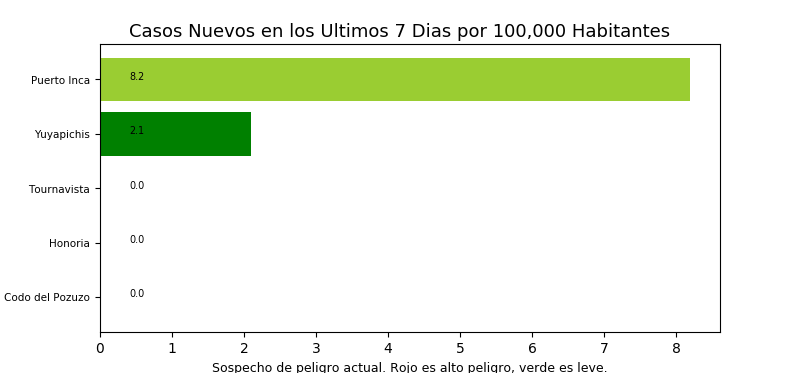 Casos Nuevos en los Ultimos 7 Dias por 100,000 Habitantes
Puerto Inca 8.2
Yuyapichis 2.1
Tournavista 0.0
Honoria 0.0
Codo del Pozuzo 0.0
0 1 2 3 4 5 6 7 8
Sospecho de peligro actual. Rojo es alto peligro, verde es leve.